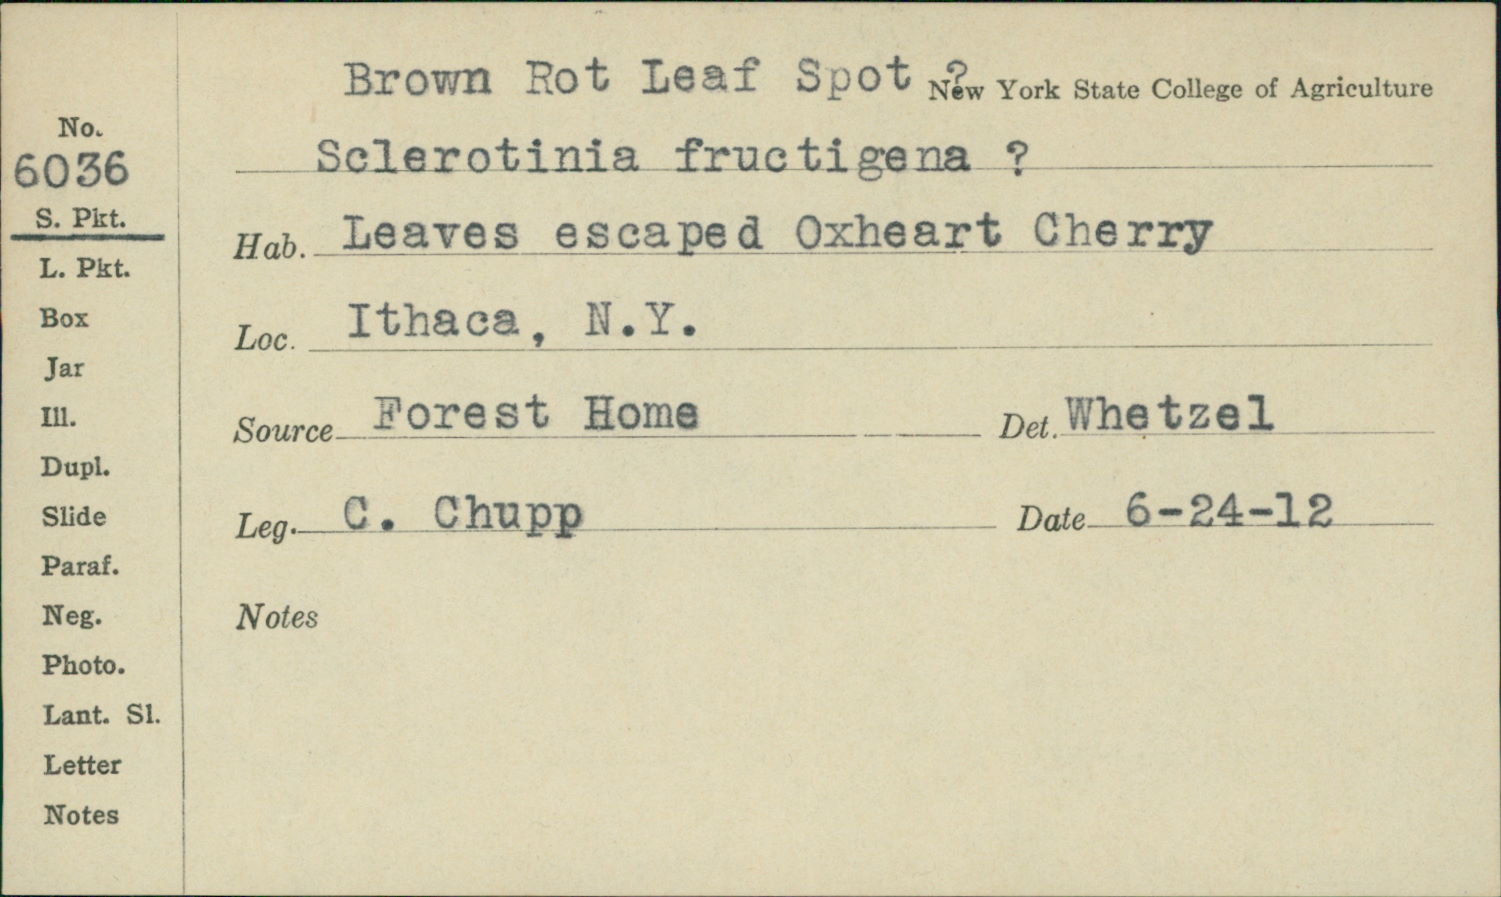 Brown Rot Leaf Spot ?
New York State College of Agriculture
No.
6036
Sclerotinia fructigena ?
S. Pkt.
Hab. Leaves escaped Oxheart Cherry
L. Pkt.
Box
Loc. Ithaca, N.Y.
Jar
Ill.
Source Forest Home Det. Whetzel
Dupl.
Slide
Leg. C. Chupp Date 6-24-12
Paraf.
Neg.
Notes
Photo.
Lant. Sl.
Letter
Notes